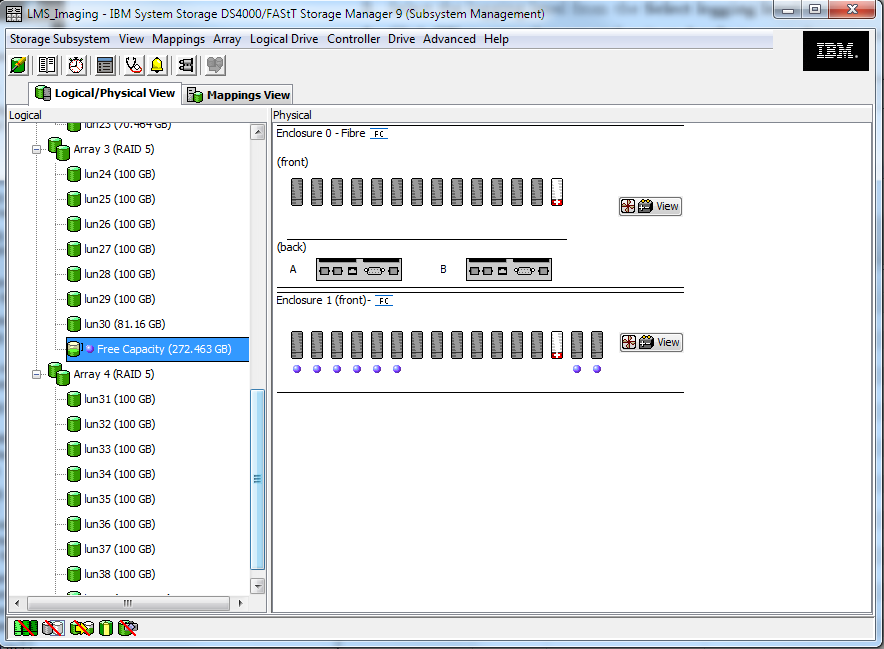 LMS_Imaging - IBM System Storage DS4000/FAStT Storage Manager 9 (Subsystem Management)
Storage Subsystem View Mappings Array Logical Drive Controller Drive Advanced Help
IBM.
Logical/Physical View Mappings View
Logical
lun23 (70.464 GB)
Array 3 (RAID 5)
lun24 (100 GB)
lun25 (100 GB)
lun26 (100 GB)
lun27 (100 GB)
lun28 (100 GB)
lun29 (100 GB)
lun30 (81.16 GB)
Free Capacity (272.463 GB)
Array 4 (RAID 5)
lun31 (100 GB)
lun32 (100 GB)
lun33 (100 GB)
lun34 (100 GB)
lun35 (100 GB)
lun36 (100 GB)
lun37 (100 GB)
lun38 (100 GB)
Physical
Enclosure 0 - Fibre FC
(front)
View
(back)
A B
Enclosure 1 (front)- FC
View